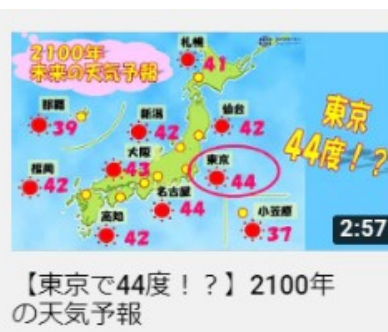 2100年
未来の天気予報
札幌
41
那覇
39
新潟
42
仙台
42
福岡
42
大阪
43
東京
44
名古屋
44
高知
42
小笠原
37
東京
44度！？
2:57
【東京で44度！？】2100年
の天気予報